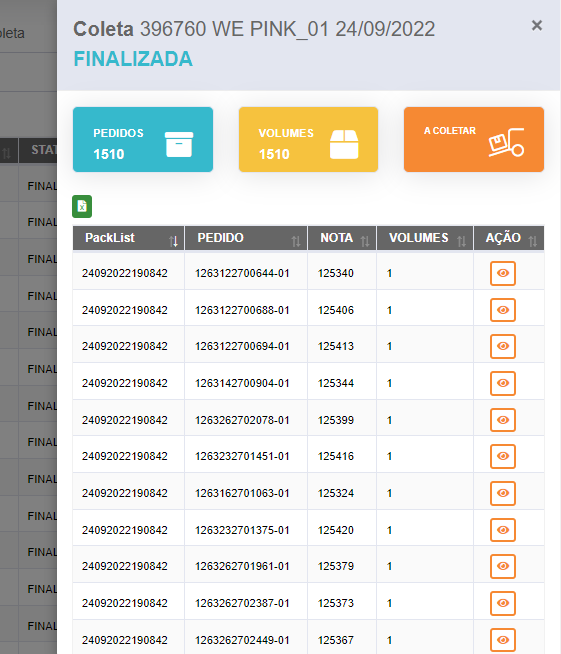 Coleta 396760 WE PINK_01 24/09/2022
FINALIZADA
×
oleta
PEDIDOS
1510
VOLUMES
1510
A COLETAR
STAT
PackList PEDIDO NOTA VOLUMES AÇÃO
FINAL
24092022190842 1263122700644-01 125340 1
FINAL
24092022190842 1263122700688-01 125406 1
FINAL
24092022190842 1263122700694-01 125413 1
FINAL
24092022190842 1263142700904-01 125344 1
FINAL
24092022190842 1263262702078-01 125399 1
FINAL
24092022190842 1263232701451-01 125416 1
FINAL
24092022190842 1263162701063-01 125324 1
FINAL
24092022190842 1263232701375-01 125420 1
FINAL
24092022190842 1263262701961-01 125379 1
FINAL
24092022190842 1263262702387-01 125373 1
FINAL
24092022190842 1263262702449-01 125367 1
FINAL
FINAL